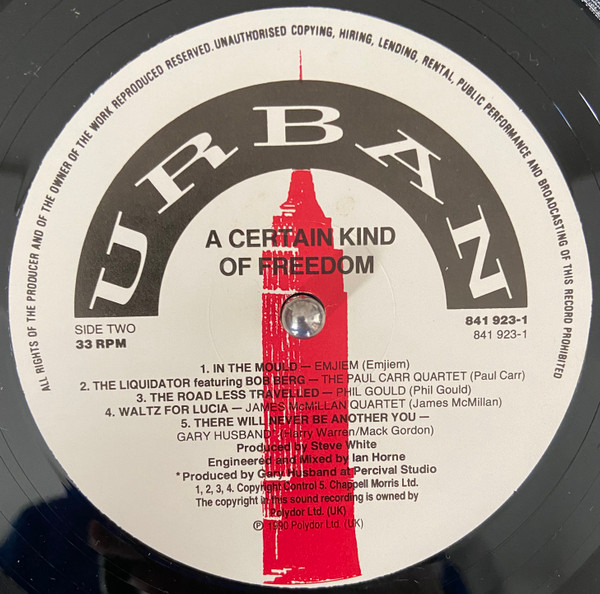 ALL RIGHTS OF THE PRODUCER AND OF THE OWNER OF THE WORK REPRODUCED RESERVED. UNAUTHORISED COPYING, HIRING, LENDING, RENTAL, PUBLIC PERFORMANCE AND BROADCASTING OF THIS RECORD PROHIBITED
URBAN
A CERTAIN KIND
OF FREEDOM
SIDE TWO
33 RPM
841 923-1
841 923-1
1. IN THE MOULD — EMJIEM (Emjiem)
2. THE LIQUIDATOR featuring BOB BERG — THE PAUL CARR QUARTET (Paul Carr)
3. THE ROAD LESS TRAVELLED — PHIL GOULD (Phil Gould)
4. WALTZ FOR LUCIA — JAMES McMILLAN QUARTET (James McMillan)
5. THERE WILL NEVER BE ANOTHER YOU —
GARY HUSBAND* (Harry Warren/Mack Gordon)
Produced by Steve White
Engineered and Mixed by Ian Horne
*Produced by Gary Husband at Percival Studio
1, 2, 3, 4. Copyright Control 5. Chappell Morris Ltd.
The copyright in this sound recording is owned by
Polydor Ltd. (UK)
℗ 1990 Polydor Ltd. (UK)